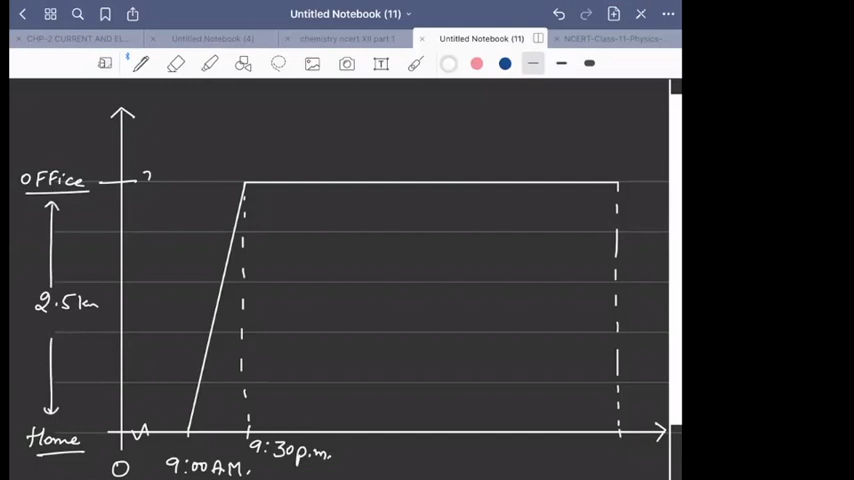 Untitled Notebook (11)
CHP-2 CURRENT AND EL...
Untitled Notebook (4)
chemistry ncert XII part 1
Untitled Notebook (11)
NCERT-Class-11-Physics-...
OFFice
2.5km
Home
0
9:00AM.
9:30p.m.